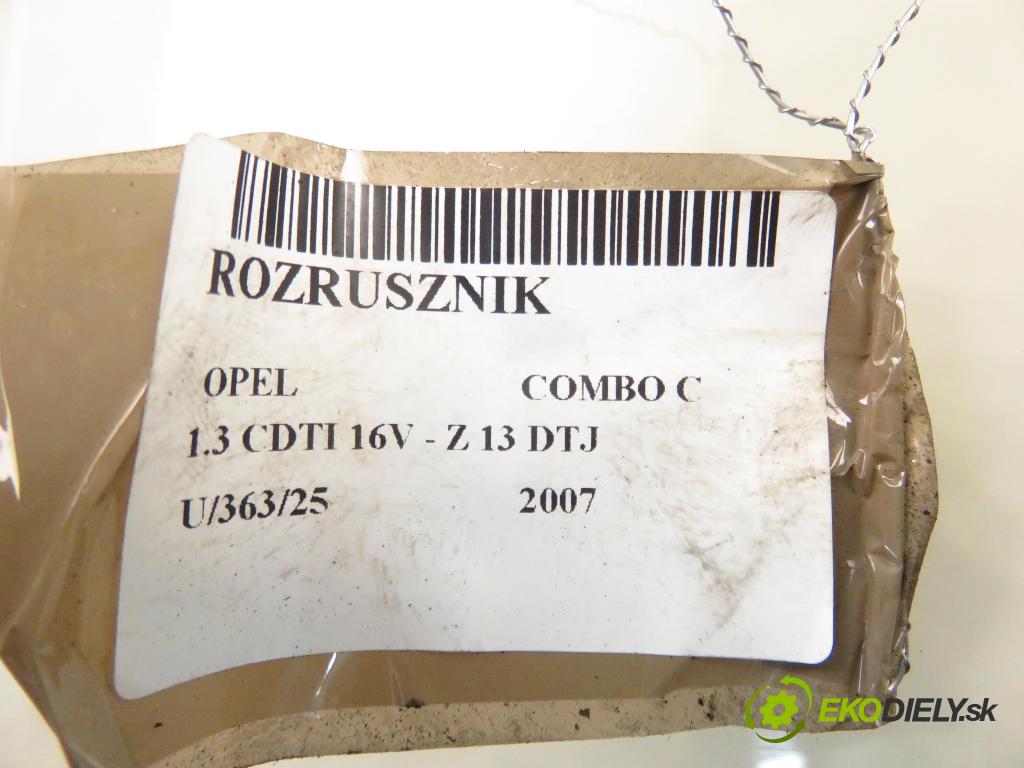 ROZRUSZNIK
OPEL COMBO C
1.3 CDTI 16V - Z 13 DTJ
U/363/25 2007
EKODIELY.sk